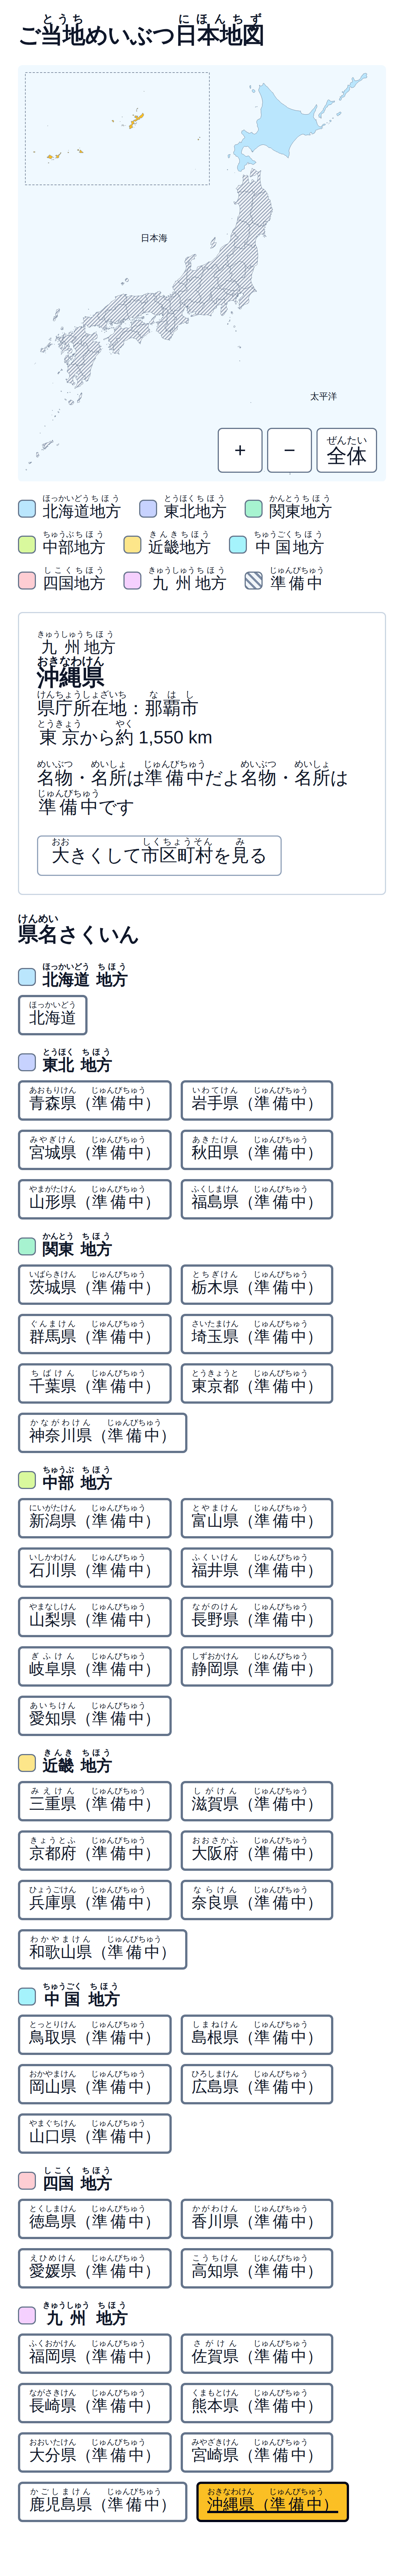 ご当地めいぶつ日本地図
日本海
太平洋
+
−
全体
北海道地方
東北地方
関東地方
中部地方
近畿地方
中国地方
四国地方
九州地方
準備中
九州地方
沖縄県
県庁所在地：那覇市
東京から約 1,550 km
名物・名所は準備中だよ名物・名所は
準備中です
大きくして市区町村を見る
県名さくいん
北海道 地方
北海道
東北 地方
青森県（準備中）
岩手県（準備中）
宮城県（準備中）
秋田県（準備中）
山形県（準備中）
福島県（準備中）
関東 地方
茨城県（準備中）
栃木県（準備中）
群馬県（準備中）
埼玉県（準備中）
千葉県（準備中）
東京都（準備中）
神奈川県（準備中）
中部 地方
新潟県（準備中）
富山県（準備中）
石川県（準備中）
福井県（準備中）
山梨県（準備中）
長野県（準備中）
岐阜県（準備中）
静岡県（準備中）
愛知県（準備中）
近畿 地方
三重県（準備中）
滋賀県（準備中）
京都府（準備中）
大阪府（準備中）
兵庫県（準備中）
奈良県（準備中）
和歌山県（準備中）
中国 地方
鳥取県（準備中）
島根県（準備中）
岡山県（準備中）
広島県（準備中）
山口県（準備中）
四国 地方
徳島県（準備中）
香川県（準備中）
愛媛県（準備中）
高知県（準備中）
九州 地方
福岡県（準備中）
佐賀県（準備中）
長崎県（準備中）
熊本県（準備中）
大分県（準備中）
宮崎県（準備中）
鹿児島県（準備中）
沖縄県（準備中）